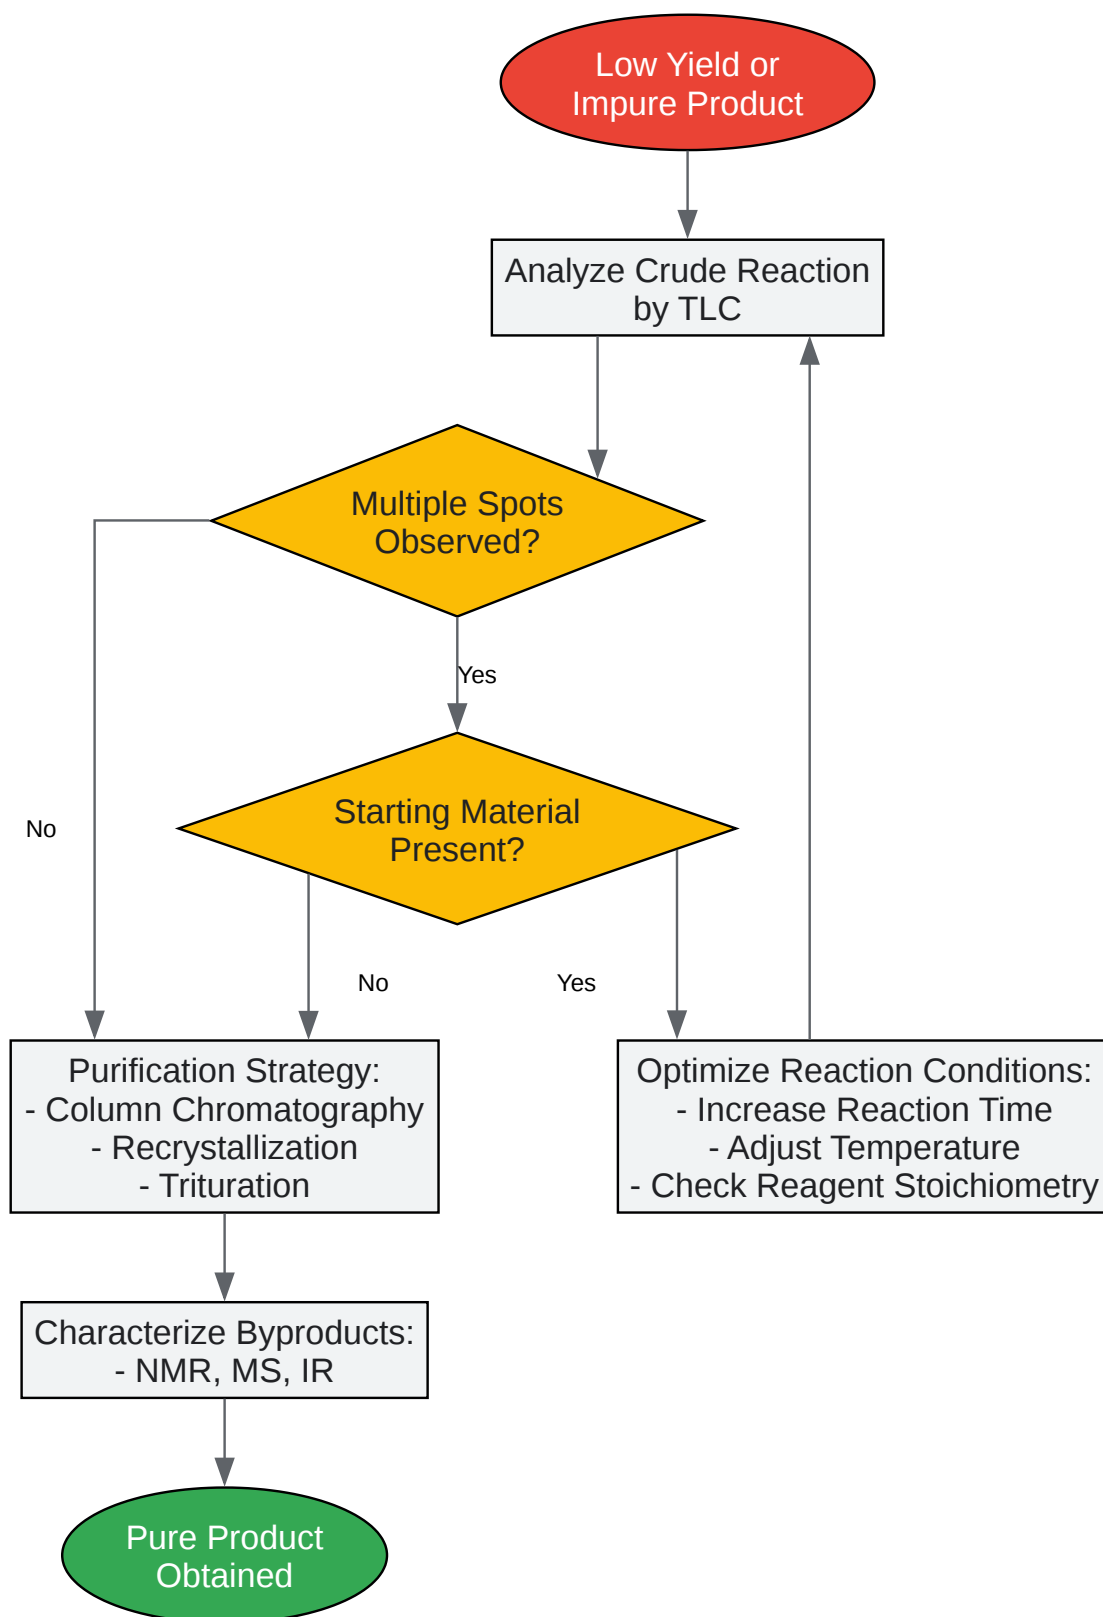 Low Yield or
Impure Product
Analyze Crude Reaction
by TLC
Multiple Spots
Observed?
Yes
Starting Material
Present?
No
No
Yes
Purification Strategy:
- Column Chromatography
- Recrystallization
- Trituration
Optimize Reaction Conditions:
- Increase Reaction Time
- Adjust Temperature
- Check Reagent Stoichiometry
Characterize Byproducts:
- NMR, MS, IR
Pure Product
Obtained